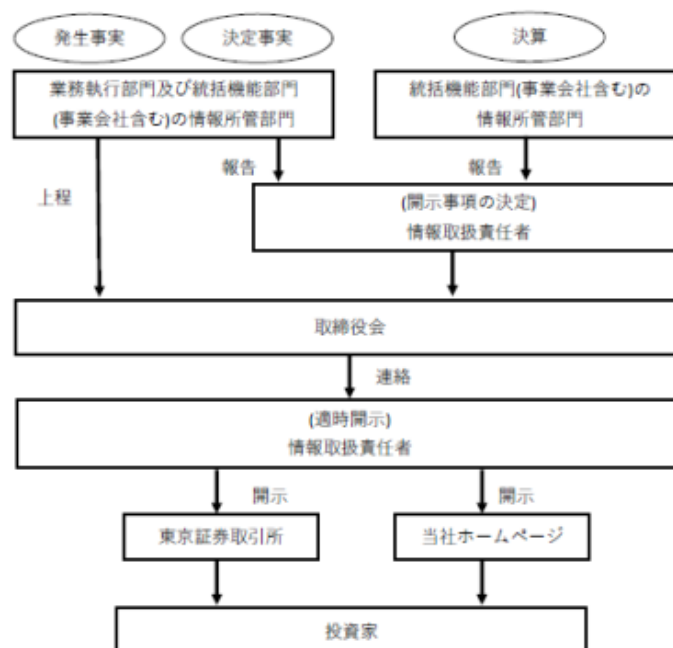 発生事実
決定事実
決算
業務執行部門及び統括機能部門
(事業会社含む)の情報所管部門
統括機能部門(事業会社含む)の
情報所管部門
報告
報告
上程
(開示事項の決定)
情報取扱責任者
取締役会
連絡
(適時開示)
情報取扱責任者
開示
開示
東京証券取引所
当社ホームページ
投資家